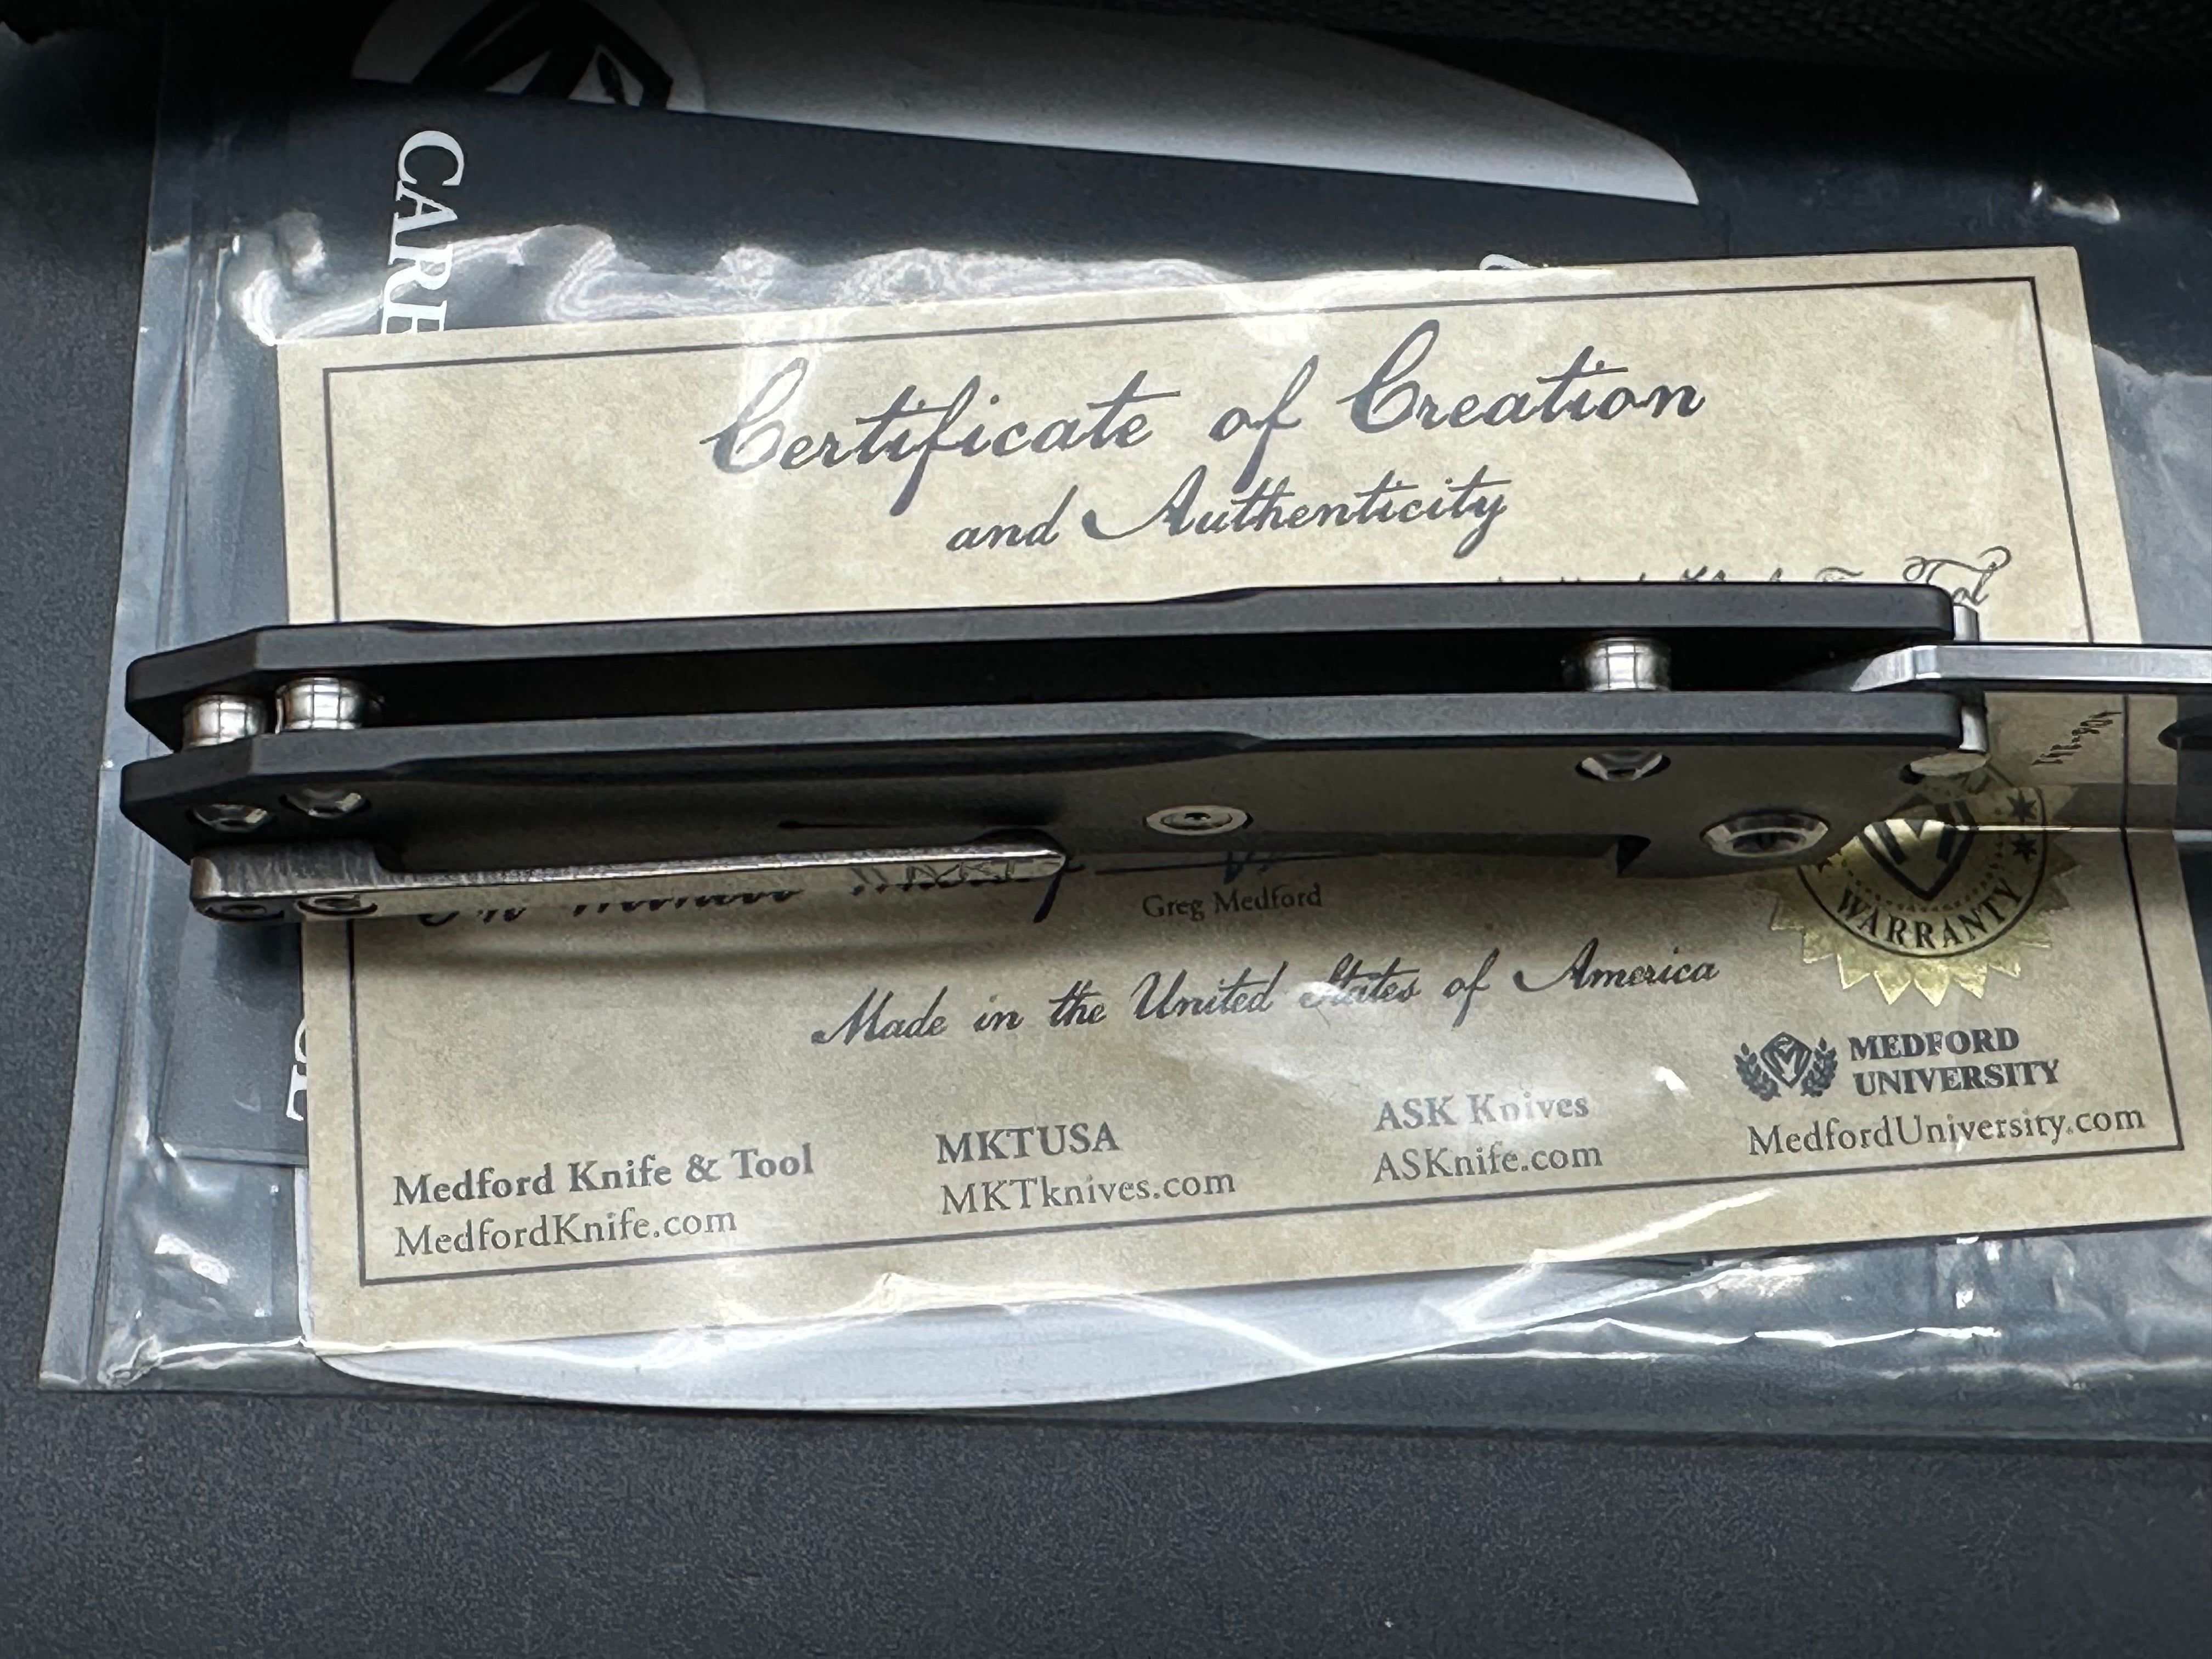 Certificate of Creation
and Authenticity
Greg Medford
WARRANTY
Made in the United States of America
MEDFORD
UNIVERSITY
MedfordUniversity.com
ASK Knives
ASKnife.com
MKTUSA
MKTknives.com
Medford Knife & Tool
MedfordKnife.com